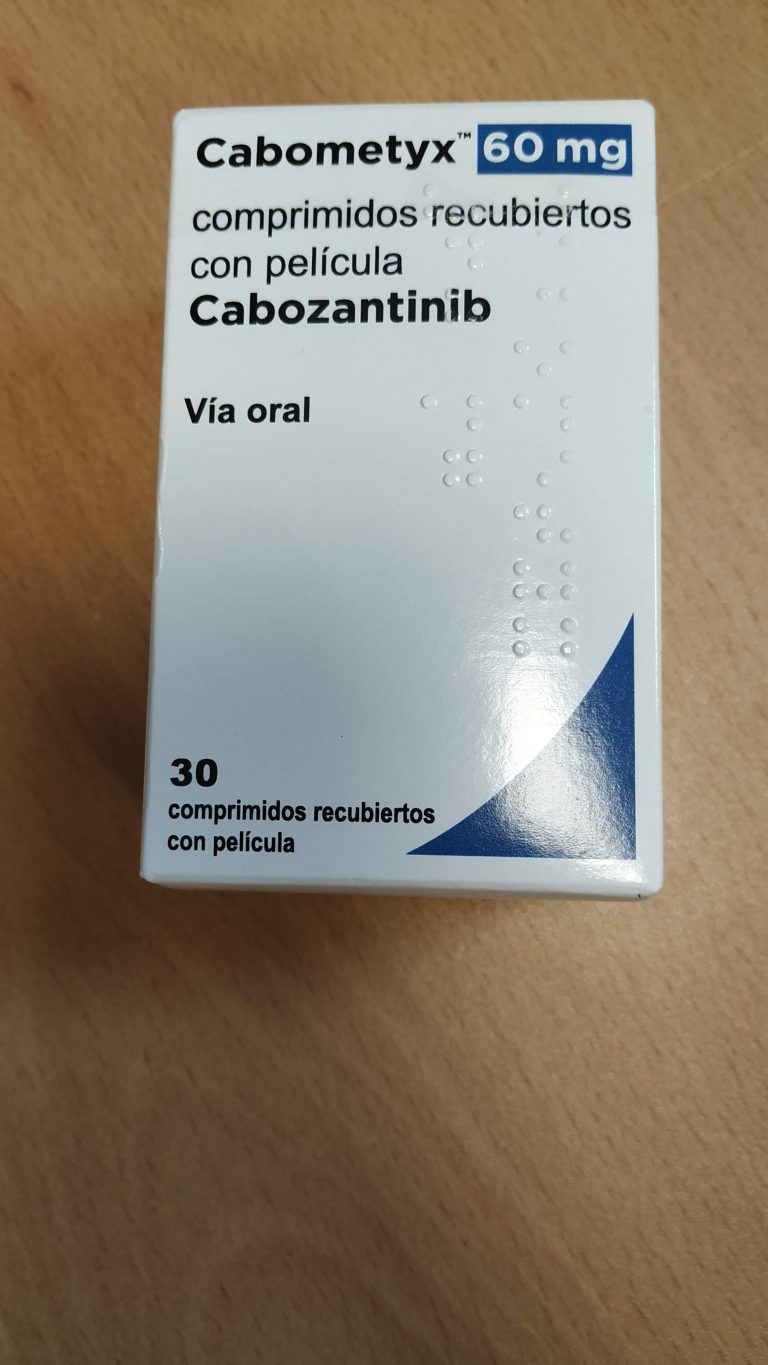 Cabometyx™ 60 mg
comprimidos recubiertos
con película
Cabozantinib
Vía oral
30
comprimidos recubiertos
con película